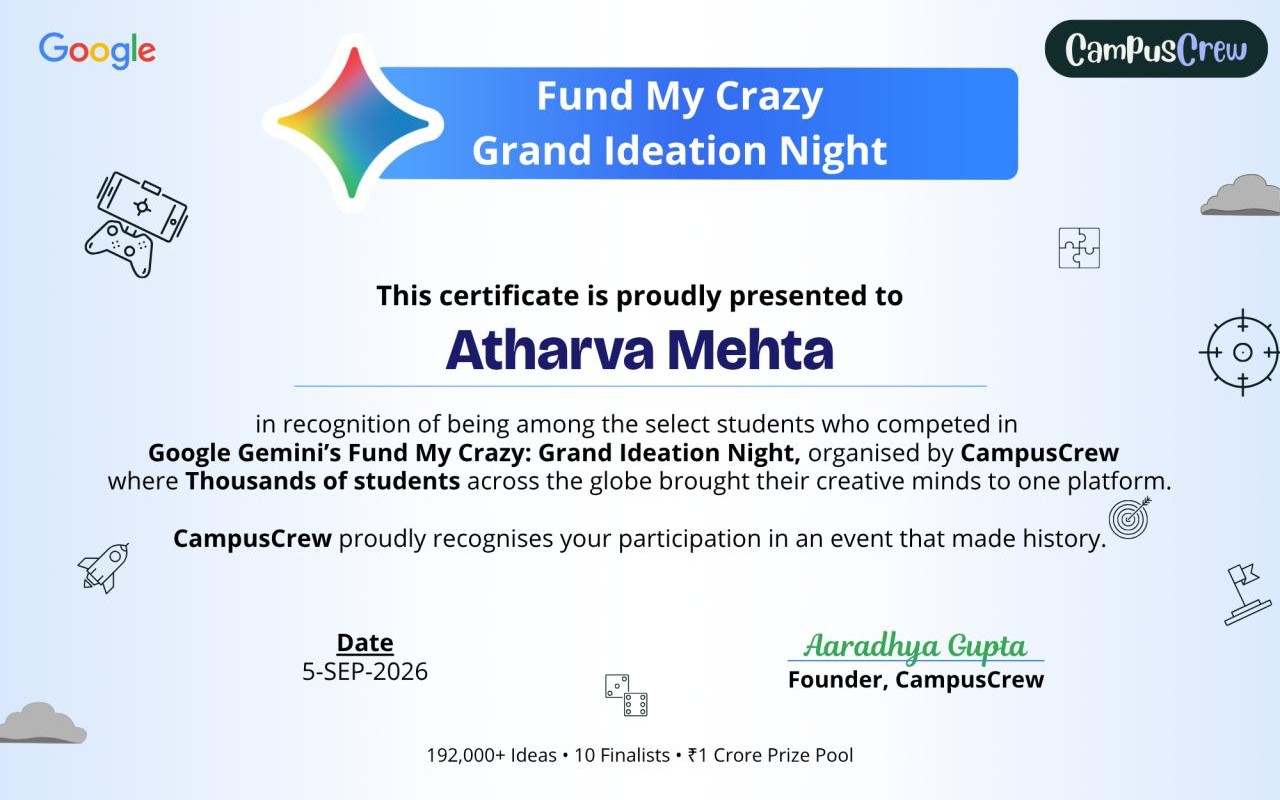 Google
CampusCrew
Fund My Crazy
Grand Ideation Night
This certificate is proudly presented to
Atharva Mehta
in recognition of being among the select students who competed in
Google Gemini’s Fund My Crazy: Grand Ideation Night, organised by CampusCrew
where Thousands of students across the globe brought their creative minds to one platform.
CampusCrew proudly recognises your participation in an event that made history.
Date
5-SEP-2026
Aaradhya Gupta
Founder, CampusCrew
192,000+ Ideas • 10 Finalists • ₹1 Crore Prize Pool